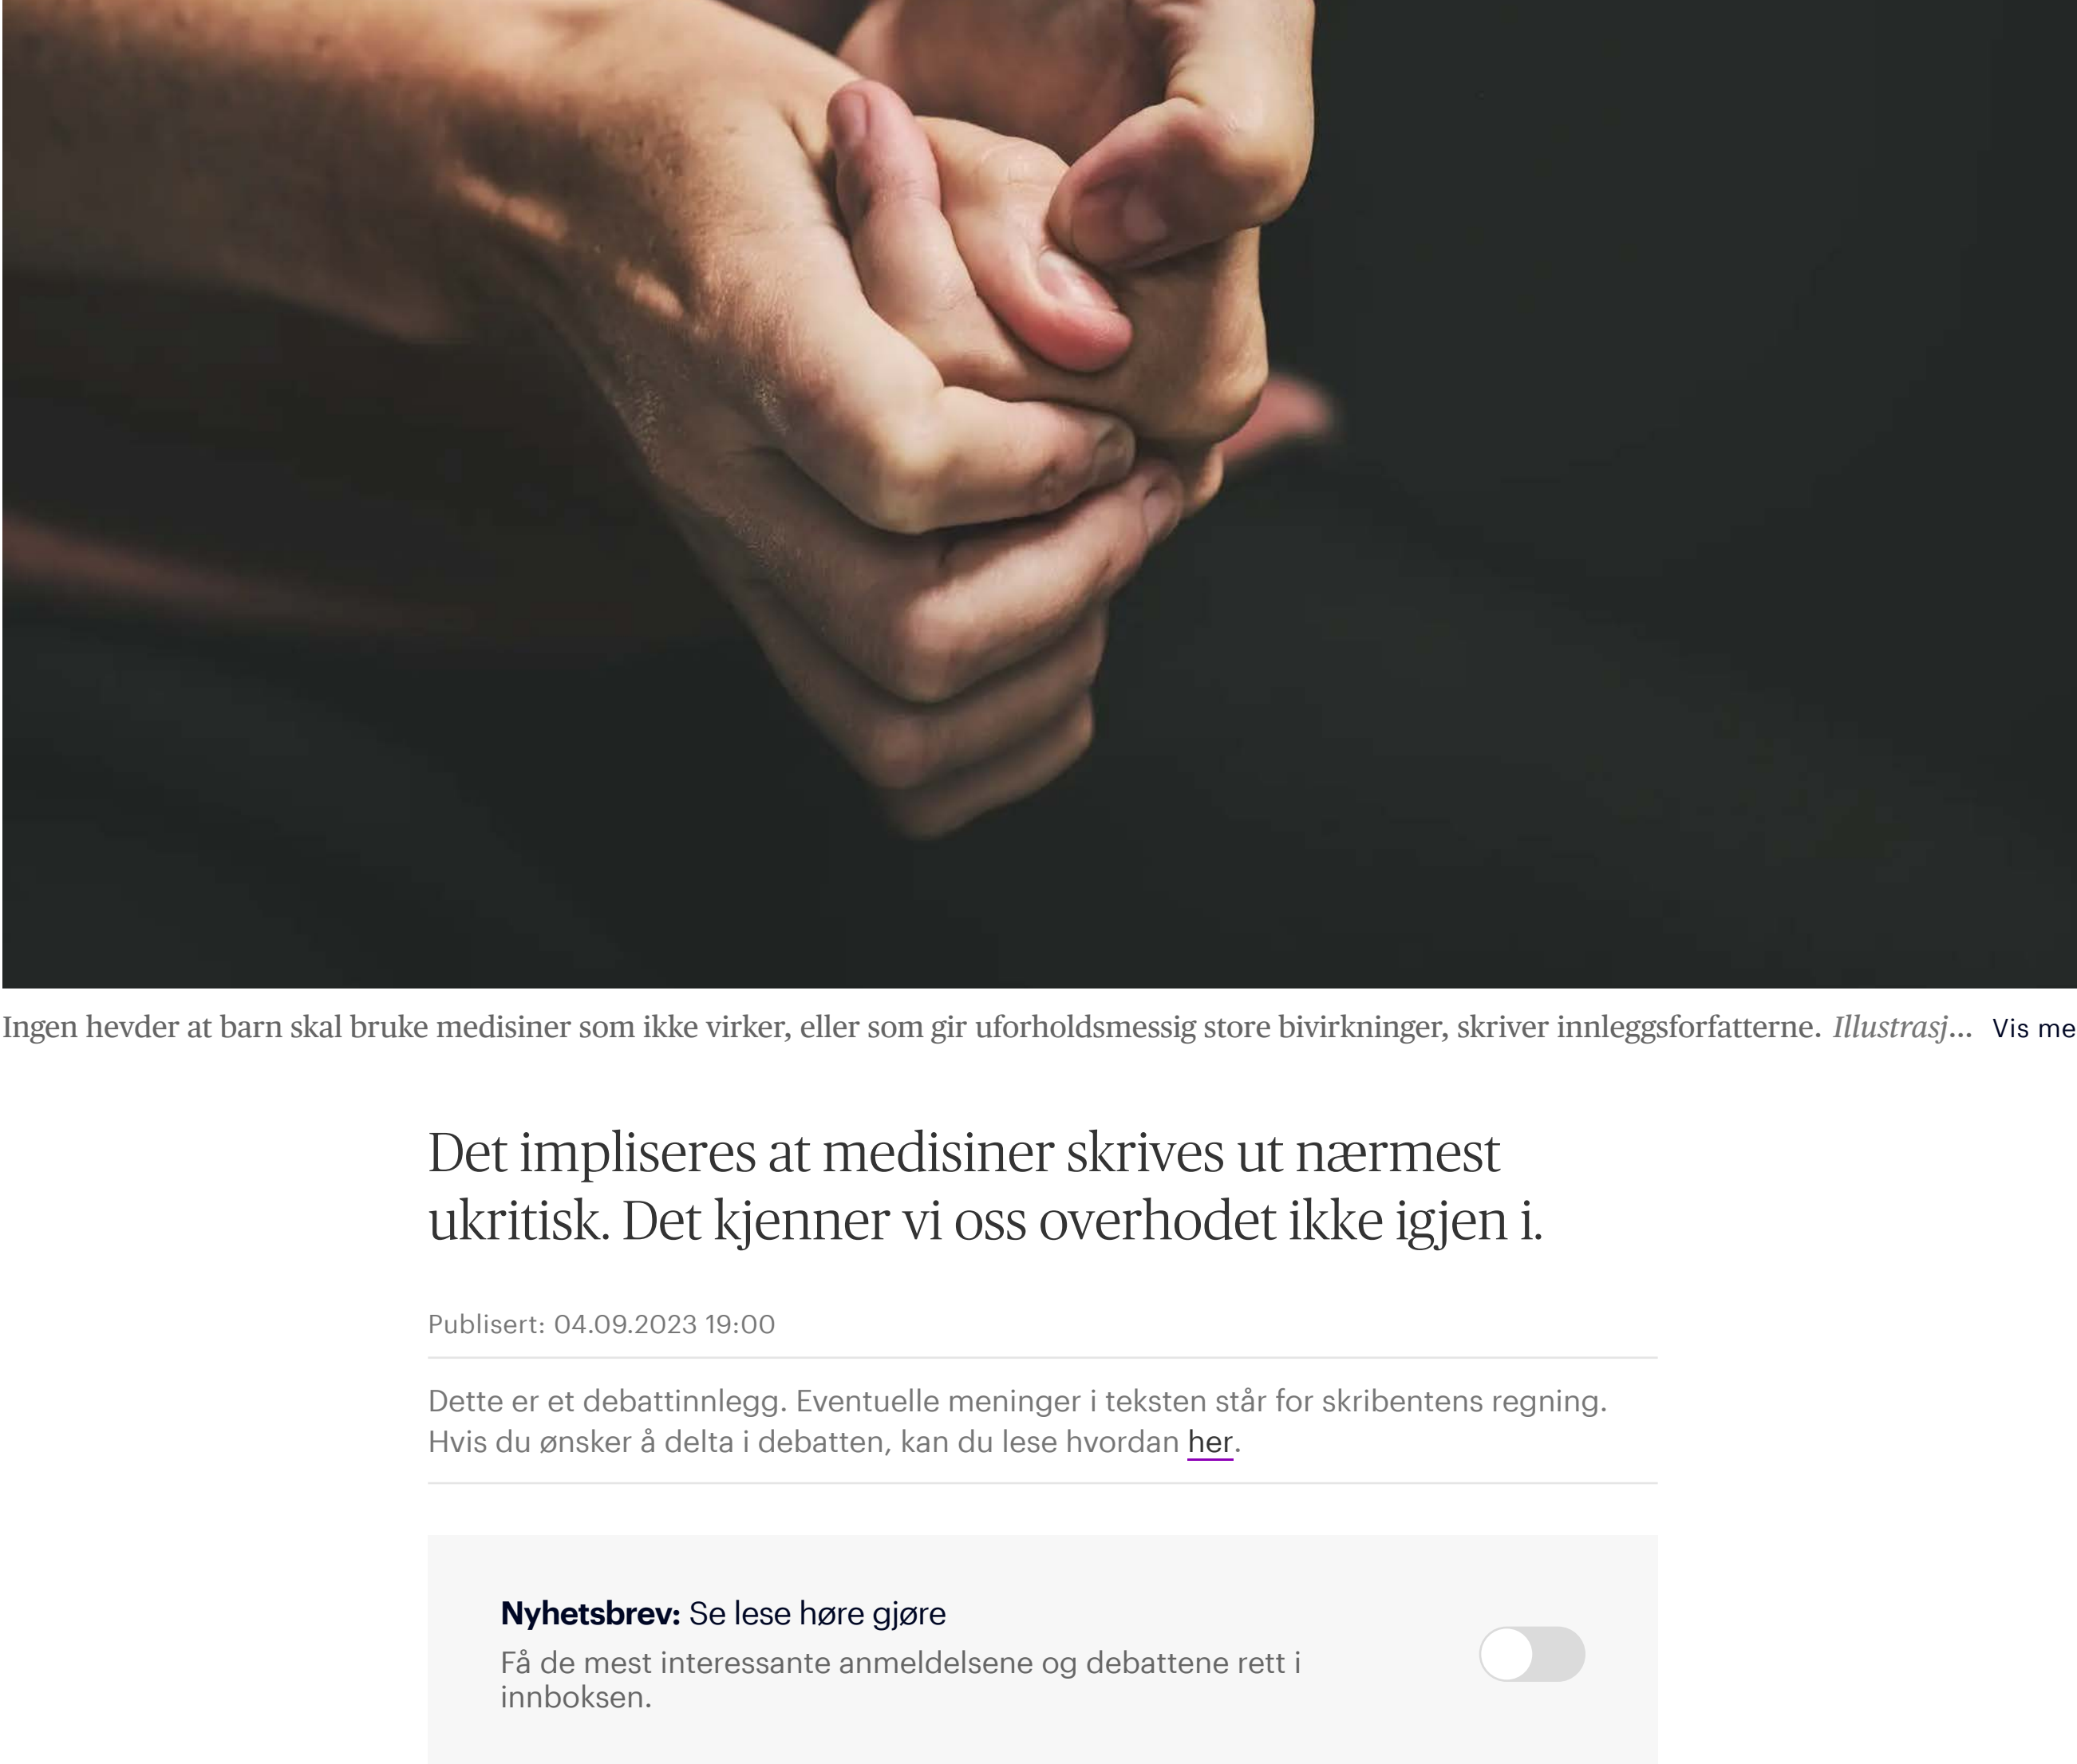 Ingen hevder at barn skal bruke medisiner som ikke virker, eller som gir uforholdsmessig store bivirkninger, skriver innleggsforfatterne. Illustrasj... Vis me
Det impliseres at medisiner skrives ut nærmest
ukritisk. Det kjenner vi oss overhodet ikke igjen i.
Publisert: 04.09.2023 19:00
Dette er et debattinnlegg. Eventuelle meninger i teksten står for skribentens regning.
Hvis du ønsker å delta i debatten, kan du lese hvordan her.
Nyhetsbrev: Se lese høre gjøre
Få de mest interessante anmeldelsene og debattene rett i
innboksen.